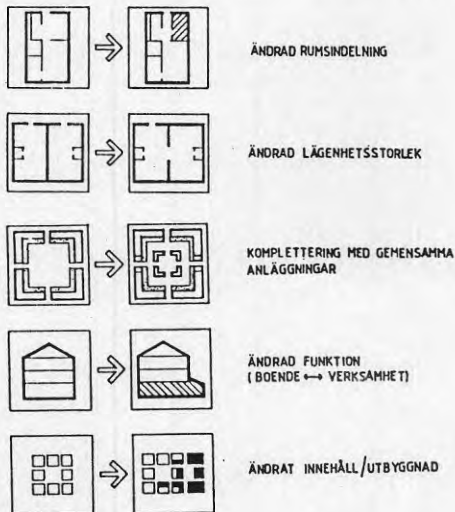 ÄNDRAD RUMSINDELNING
ÄNDRAD LÄGENHETSSTORLEK
KOMPLETTERING MED GEMENSAMMA
ANLÄGGNINGAR
ÄNDRAD FUNKTION
(BOENDE ↔ VERKSAMHET)
ÄNDRAT INNEHÅLL/UTBYGGNAD